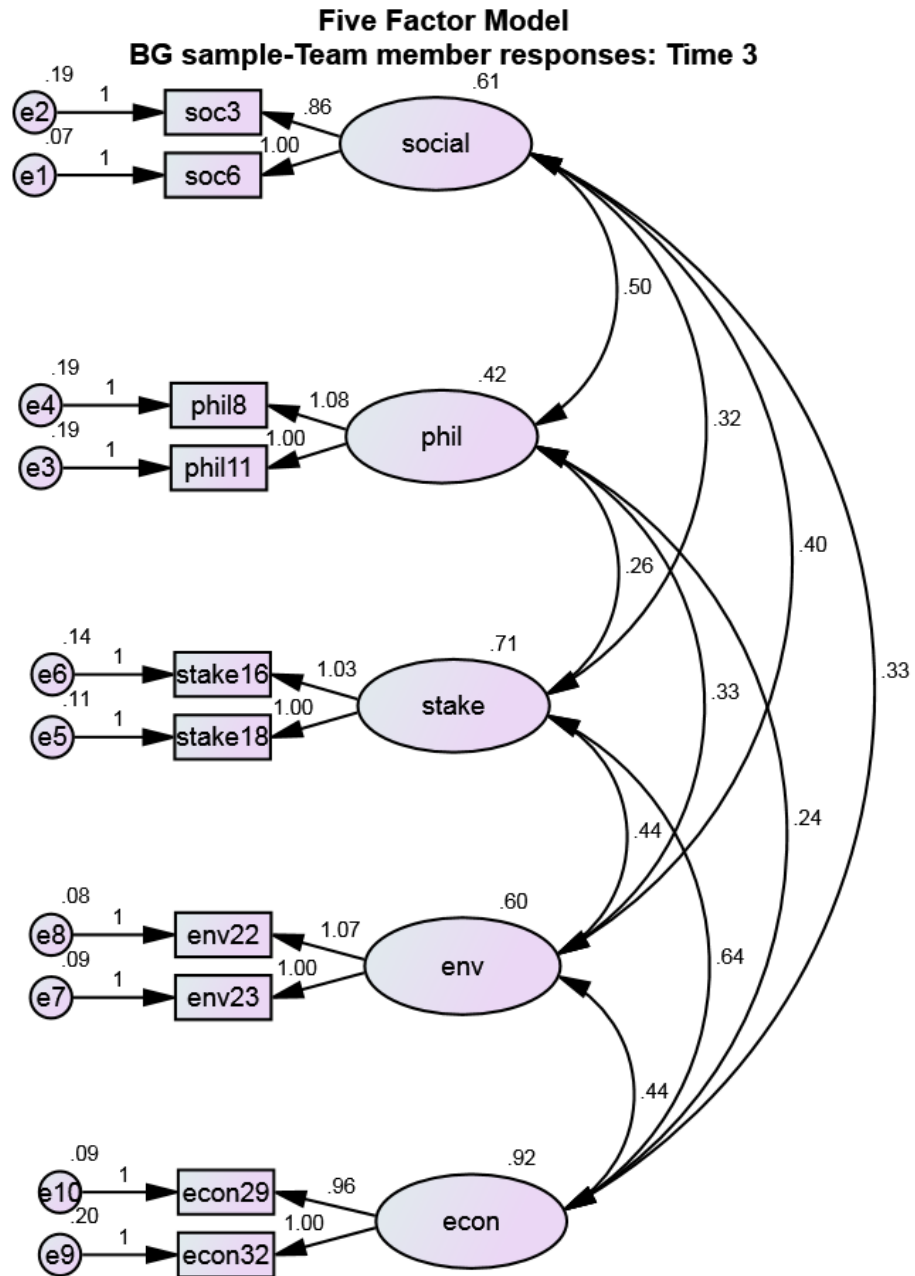 Five Factor Model
BG sample-Team member responses: Time 3
.19
.61
e2
1
soc3
.86
social
.07
e1
1
soc6
1.00
.50
.19
.42
e4
1
phil8
1.08
phil
.32
.19
e3
1
phil11
1.00
.40
.26
.14
.71
e6
1
stake16
1.03
stake
.33
.33
.11
e5
1
stake18
1.00
.24
.44
.08
.60
e8
1
env22
1.07
env
.64
.09
e7
1
env23
1.00
.44
.09
.92
e10
1
econ29
.96
econ
.20
e9
1
econ32
1.00